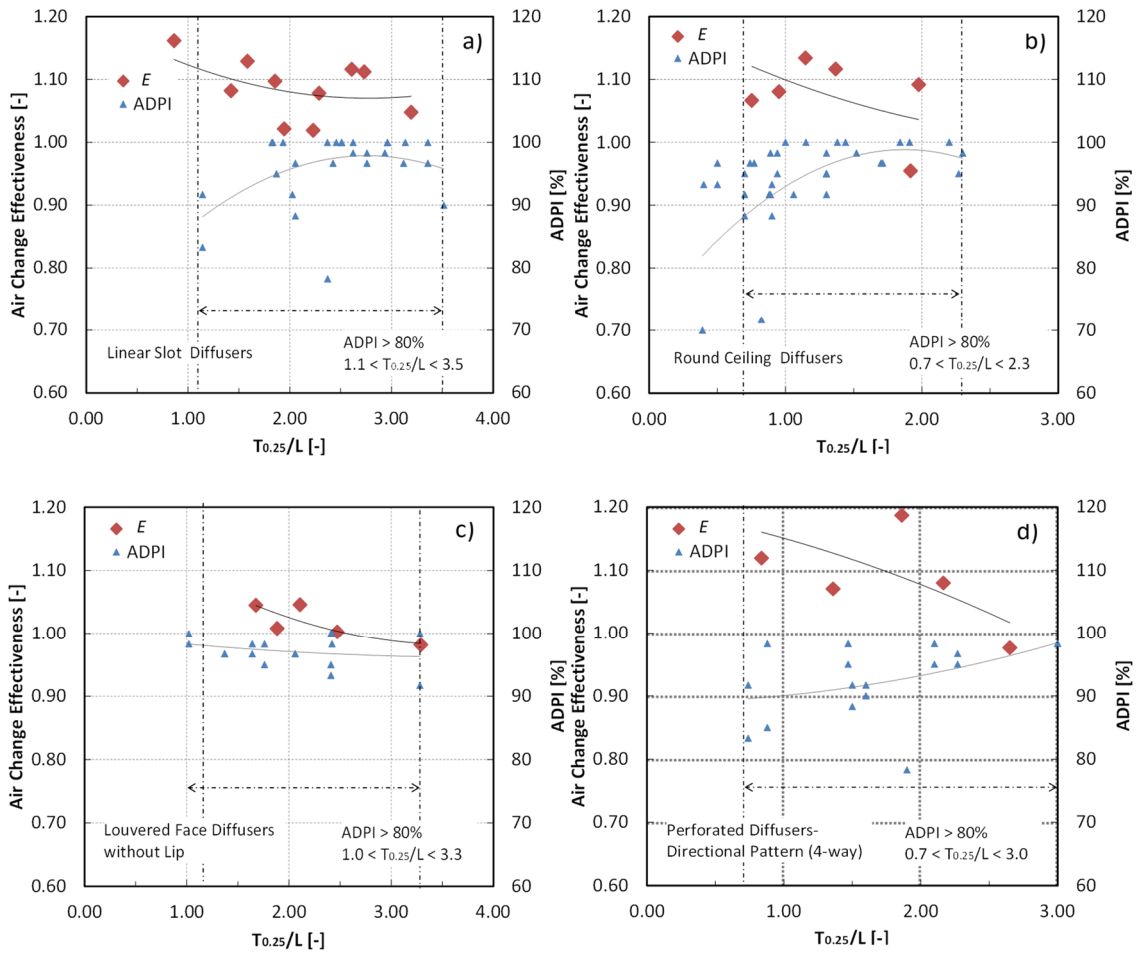 a)
1.20
1.10
1.00
0.90
0.80
0.70
0.60
Air Change Effectiveness [-]
E
ADPI
120
110
100
90
80
70
60
ADPI [%]
Linear Slot Diffusers
ADPI > 80%
1.1 < T0.25/L < 3.5
0.00 1.00 2.00 3.00 4.00
T0.25/L [-]
b)
1.20
1.10
1.00
0.90
0.80
0.70
0.60
Air Change Effectiveness [-]
E
ADPI
120
110
100
90
80
70
60
ADPI [%]
Round Ceiling Diffusers
ADPI > 80%
0.7 < T0.25/L < 2.3
0.00 1.00 2.00 3.00
T0.25/L [-]
c)
1.20
1.10
1.00
0.90
0.80
0.70
0.60
Air Change Effectiveness [-]
E
ADPI
120
110
100
90
80
70
60
ADPI [%]
Louvered Face Diffusers
without Lip
ADPI > 80%
1.0 < T0.25/L < 3.3
0.00 1.00 2.00 3.00 4.00
T0.25/L [-]
d)
1.20
1.10
1.00
0.90
0.80
0.70
0.60
Air Change Effectiveness [-]
E
ADPI
120
110
100
90
80
70
60
ADPI [%]
Perforated Diffusers-
Directional Pattern (4-way)
ADPI > 80%
0.7 < T0.25/L < 3.0
0.00 1.00 2.00 3.00
T0.25/L [-]